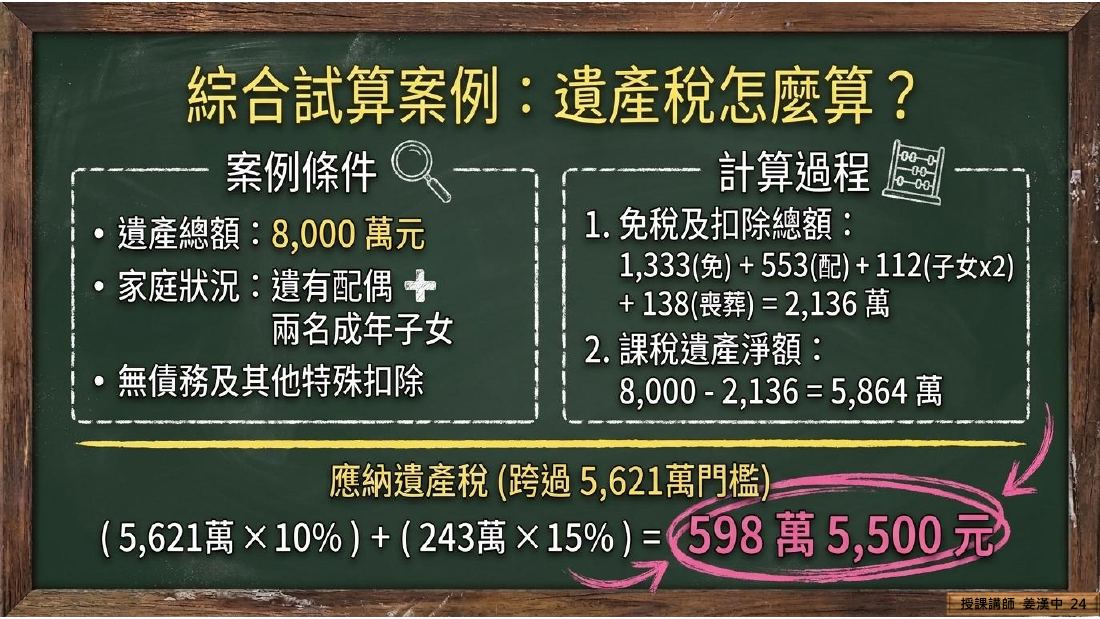 綜合試算案例：遺產稅怎麼算？
案例條件
• 遺產總額：8,000 萬元
• 家庭狀況：遺有配偶 +
兩名成年子女
• 無債務及其他特殊扣除
計算過程
1. 免稅及扣除總額：
1,333(免) + 553(配) + 112(子女x2)
+ 138(喪葬) = 2,136 萬
2. 課稅遺產淨額：
8,000 - 2,136 = 5,864 萬
應納遺產稅 (跨過 5,621萬門檻)
( 5,621萬 × 10% ) + ( 243萬 × 15% ) = 598 萬 5,500 元
授課講師 姜漢中 24